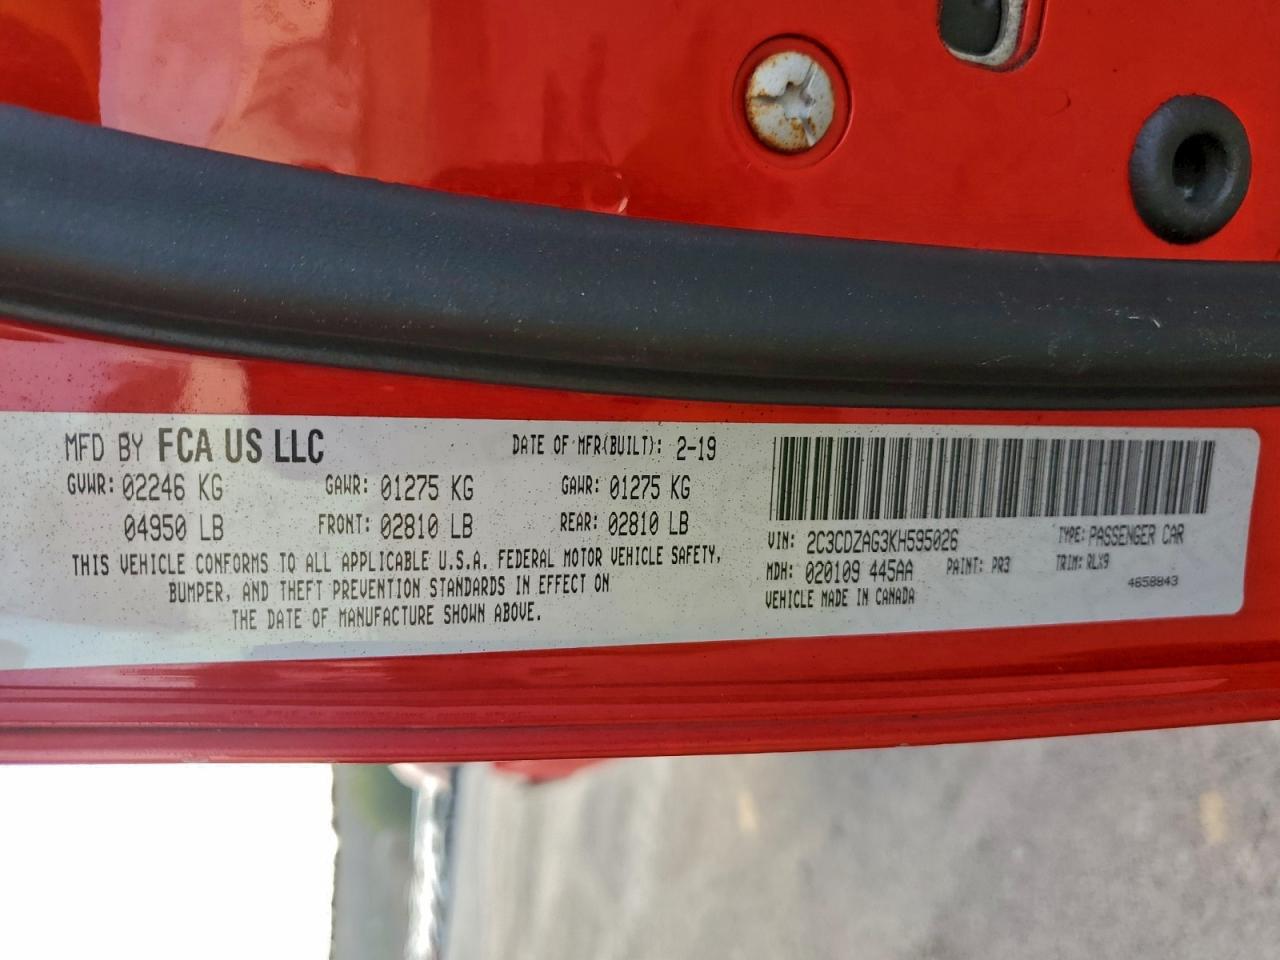 MFD BY FCA US LLC DATE OF MFR(BUILT): 2-19
GVWR: 02246 KG GAWR: 01275 KG GAWR: 01275 KG
04950 LB FRONT: 02810 LB REAR: 02810 LB
THIS VEHICLE CONFORMS TO ALL APPLICABLE U.S.A. FEDERAL MOTOR VEHICLE SAFETY,
BUMPER, AND THEFT PREVENTION STANDARDS IN EFFECT ON
THE DATE OF MANUFACTURE SHOWN ABOVE.
VIN: 2C3CDZAG3KH595026 TYPE: PASSENGER CAR
MDH: 020109 445AA PAINT: PR3 TRIM: RLX9
VEHICLE MADE IN CANADA 4658843